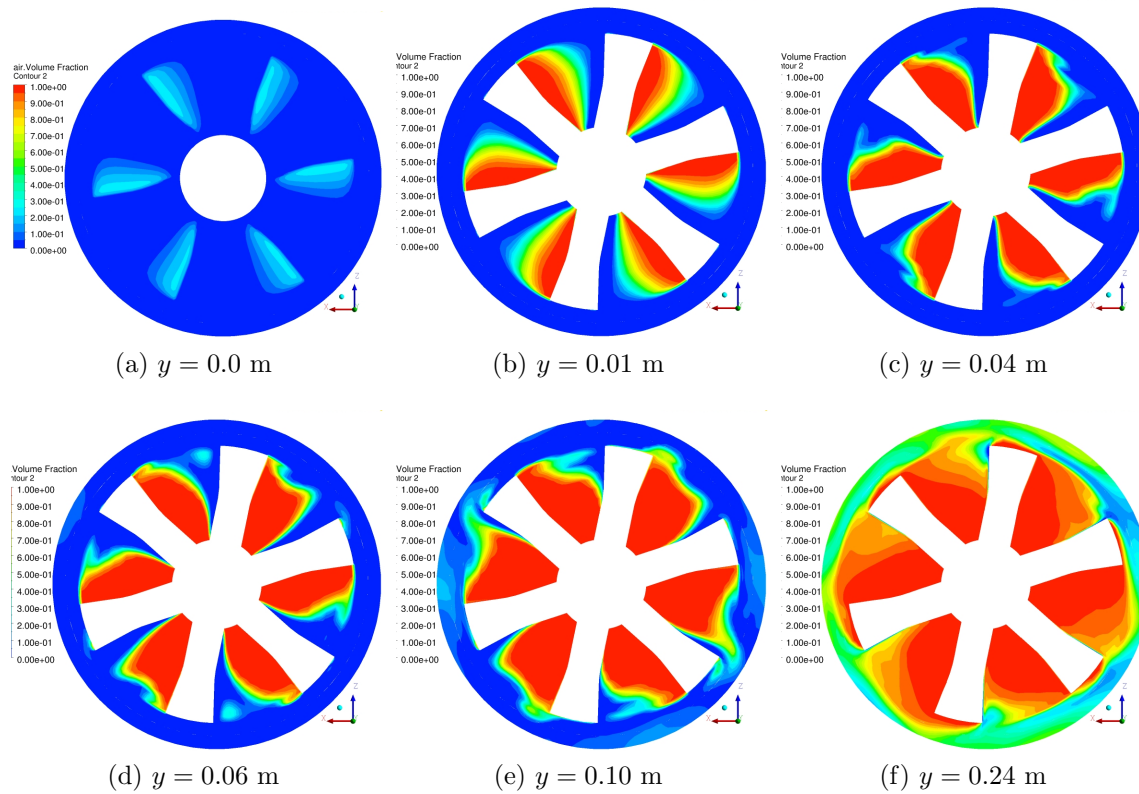 air.Volume Fraction
Contour 2
1.00e+00
9.00e-01
8.00e-01
7.00e-01
6.00e-01
5.00e-01
4.00e-01
3.00e-01
2.00e-01
1.00e-01
0.00e+00
X
Z
(a) y = 0.0 m
Volume Fraction
tour 2
1.00e+00
9.00e-01
8.00e-01
7.00e-01
6.00e-01
5.00e-01
4.00e-01
3.00e-01
2.00e-01
1.00e-01
0.00e+00
X
Z
(b) y = 0.01 m
Volume Fraction
tour 2
1.00e+00
9.00e-01
8.00e-01
7.00e-01
6.00e-01
5.00e-01
4.00e-01
3.00e-01
2.00e-01
1.00e-01
0.00e+00
X
Z
(c) y = 0.04 m
Volume Fraction
tour 2
1.00e+00
9.00e-01
8.00e-01
7.00e-01
6.00e-01
5.00e-01
4.00e-01
3.00e-01
2.00e-01
1.00e-01
0.00e+00
X
Z
(d) y = 0.06 m
Volume Fraction
tour 2
1.00e+00
9.00e-01
8.00e-01
7.00e-01
6.00e-01
5.00e-01
4.00e-01
3.00e-01
2.00e-01
1.00e-01
0.00e+00
X
Z
(e) y = 0.10 m
Volume Fraction
tour 2
1.00e+00
9.00e-01
8.00e-01
7.00e-01
6.00e-01
5.00e-01
4.00e-01
3.00e-01
2.00e-01
1.00e-01
0.00e+00
X
Z
(f) y = 0.24 m